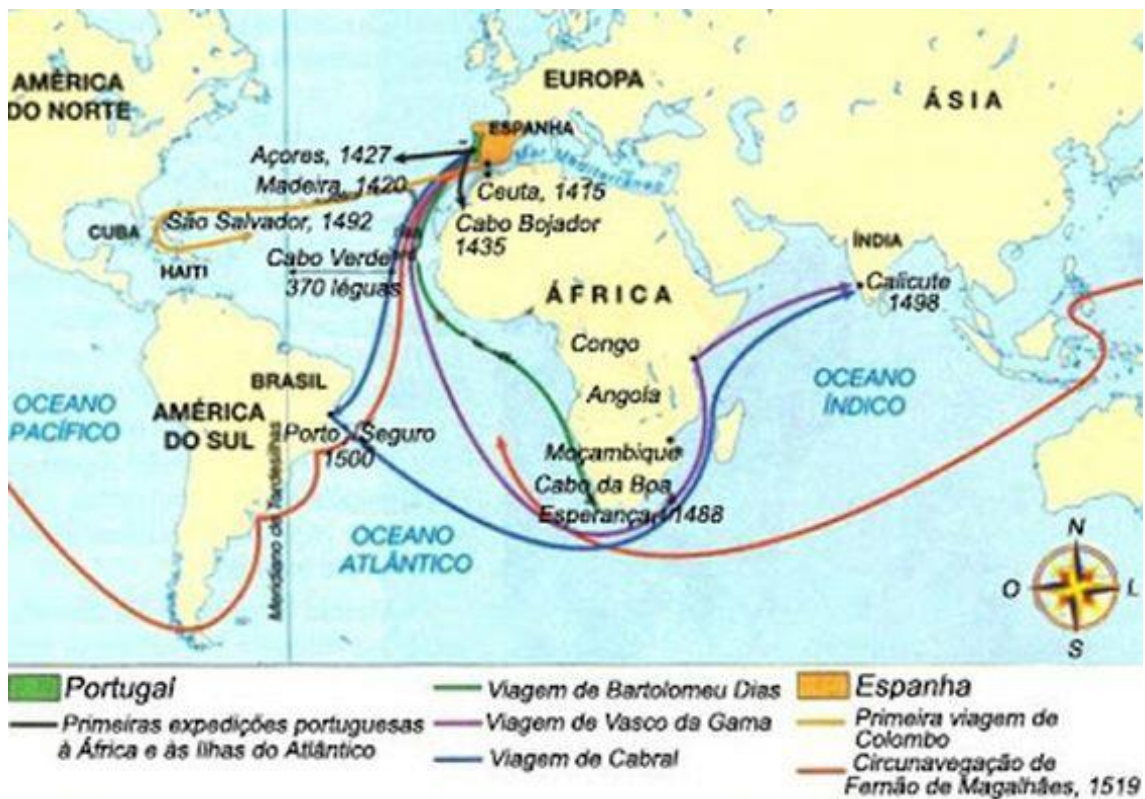 AMÉRICA
DO NORTE
EUROPA
ÁSIA
ESPANHA
Mar Mediterrâneo
Açores, 1427
Madeira, 1420
Ceuta, 1415
São Salvador, 1492
Cabo Bojador
1435
CUBA
HAITI
Cabo Verde
370 léguas
ÍNDIA
Calicute
1498
ÁFRICA
Congo
Angola
BRASIL
OCEANO
PACÍFICO
AMÉRICA
DO SUL
OCEANO
ÍNDICO
Porto Seguro
1500
Moçambique
Cabo da Boa
Esperança, 1488
Meridiano de Tordesilhas
OCEANO
ATLÂNTICO
N
O
L
S
Portugal
Primeiras expedições portuguesas
à África e às Ilhas do Atlântico
Viagem de Bartolomeu Dias
Viagem de Vasco da Gama
Viagem de Cabral
Espanha
Primeira viagem de
Colombo
Circunavegação de
Fernão de Magalhães, 1519